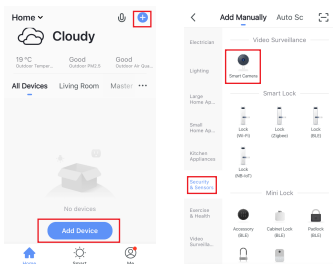 Home
Cloudy
19 °C
Good
Good
Outdoor Temper...
Outdoor PM2.5
Outdoor Air Qua...
All Devices
Living Room
Master
...
No devices
Add Device
Home
Smart
Me
Add Manually
Auto Sc
Electrician
Lighting
Large
Home Ap...
Small
Home Ap...
Kitchen
Appliances
Security
& Sensors
Exercise
& Health
Video
Surveilla...
Video Surveillance
Smart Camera
Smart Lock
Lock
(Wi-Fi)
Lock
(Zigbee)
Lock
(BLE)
Lock
(NB-IoT)
Mini Lock
Accessory
(BLE)
Cabinet Lock
(BLE)
Padlock
(BLE)